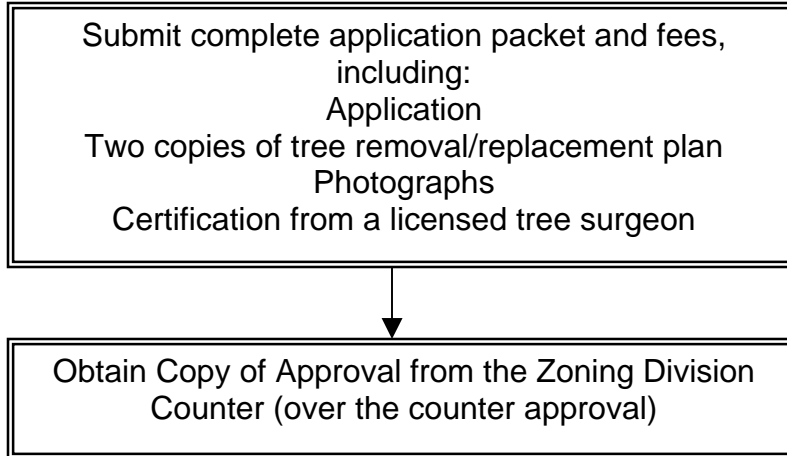 Submit complete application packet and fees,
including:
Application
Two copies of tree removal/replacement plan
Photographs
Certification from a licensed tree surgeon
Obtain Copy of Approval from the Zoning Division
Counter (over the counter approval)